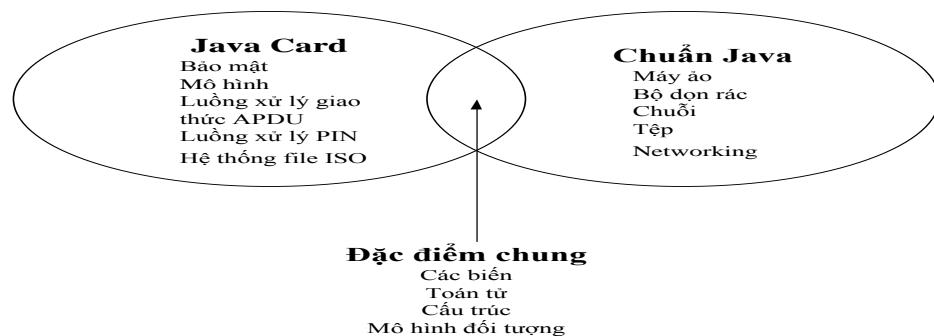 Java Card
Bảo mật
Mô hình
Luồng xử lý giao
thức APDU
Luồng xử lý PIN
Hệ thống file ISO
Chuẩn Java
Máy ảo
Bộ dọn rác
Chuỗi
Tệp
Networking
Đặc điểm chung
Các biến
Toán tử
Cấu trúc
Mô hình đối tượng